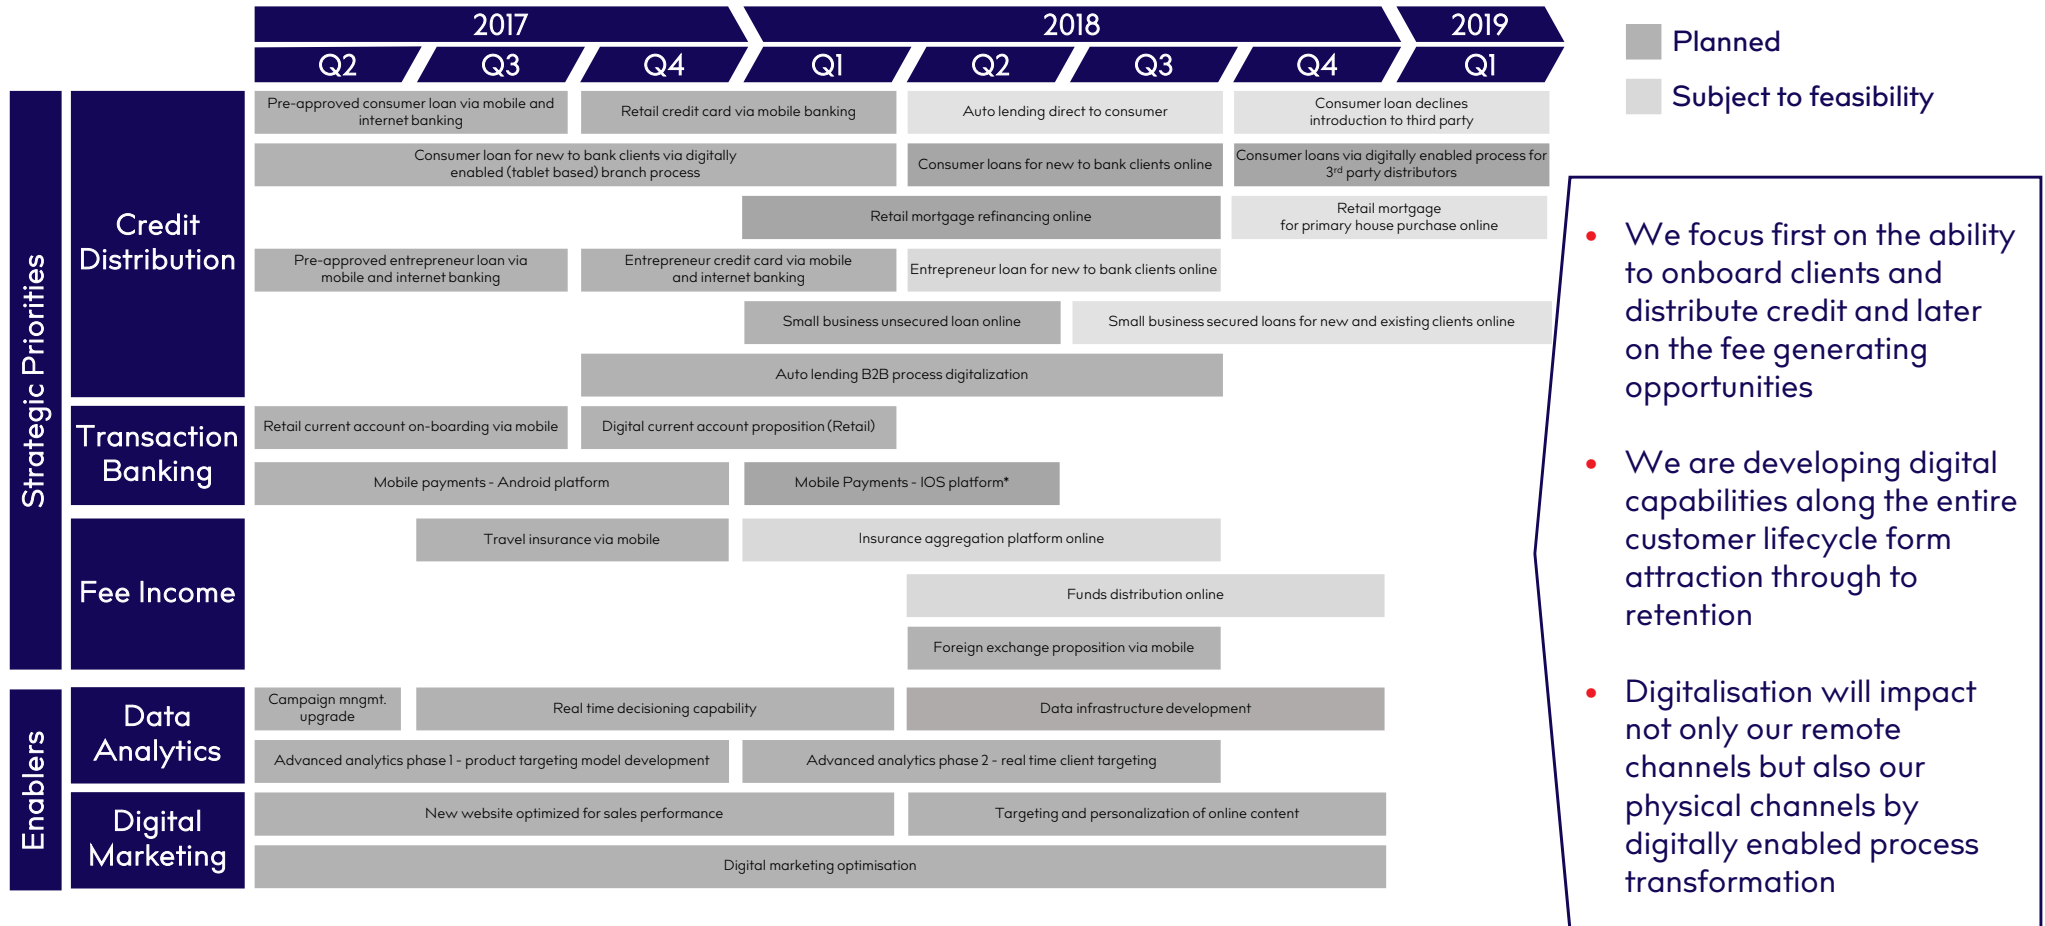 2017
2018
2019
Q2
Q3
Q4
Q1
Q2
Q3
Q4
Q1
Planned
Subject to feasibility
Strategic Priorities
Credit
Distribution
Pre-approved consumer loan via mobile and
internet banking
Retail credit card via mobile banking
Auto lending direct to consumer
Consumer loan declines
introduction to third party
Consumer loan for new to bank clients via digitally
enabled (tablet based) branch process
Consumer loans for new to bank clients online
Consumer loans via digitally enabled process for
3rd party distributors
Retail mortgage refinancing online
Retail mortgage
for primary house purchase online
Pre-approved entrepreneur loan via
mobile and internet banking
Entrepreneur credit card via mobile
and internet banking
Entrepreneur loan for new to bank clients online
Small business unsecured loan online
Small business secured loans for new and existing clients online
Auto lending B2B process digitalization
Transaction
Banking
Retail current account on-boarding via mobile
Digital current account proposition (Retail)
Mobile payments - Android platform
Mobile Payments - IOS platform*
Fee Income
Travel insurance via mobile
Insurance aggregation platform online
Funds distribution online
Foreign exchange proposition via mobile
Enablers
Data
Analytics
Campaign mngmt.
upgrade
Real time decisioning capability
Data infrastructure development
Advanced analytics phase 1 - product targeting model development
Advanced analytics phase 2 - real time client targeting
Digital
Marketing
New website optimized for sales performance
Targeting and personalization of online content
Digital marketing optimisation
• We focus first on the ability
to onboard clients and
distribute credit and later
on the fee generating
opportunities
• We are developing digital
capabilities along the entire
customer lifecycle form
attraction through to
retention
• Digitalisation will impact
not only our remote
channels but also our
physical channels by
digitally enabled process
transformation